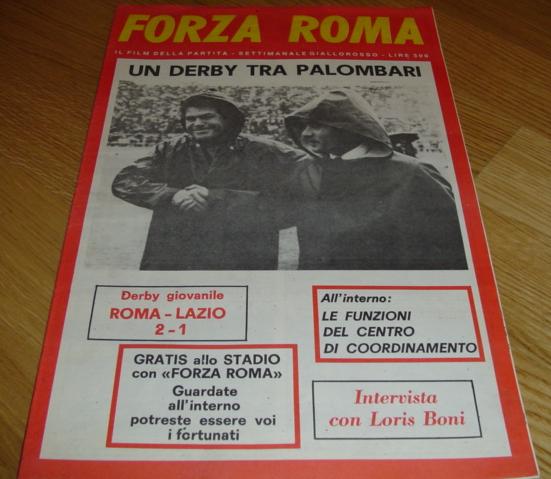 FORZA ROMA
IL FILM DELLA PARTITA - SETTIMANALE GIALLOROSSO - LIRE 300
UN DERBY TRA PALOMBARI
Derby giovanile
ROMA - LAZIO
2 - 1
All'interno:
LE FUNZIONI
DEL CENTRO
DI COORDINAMENTO
GRATIS allo STADIO
con «FORZA ROMA»
Guardate
all'interno
potreste essere voi
i fortunati
Intervista
con Loris Boni